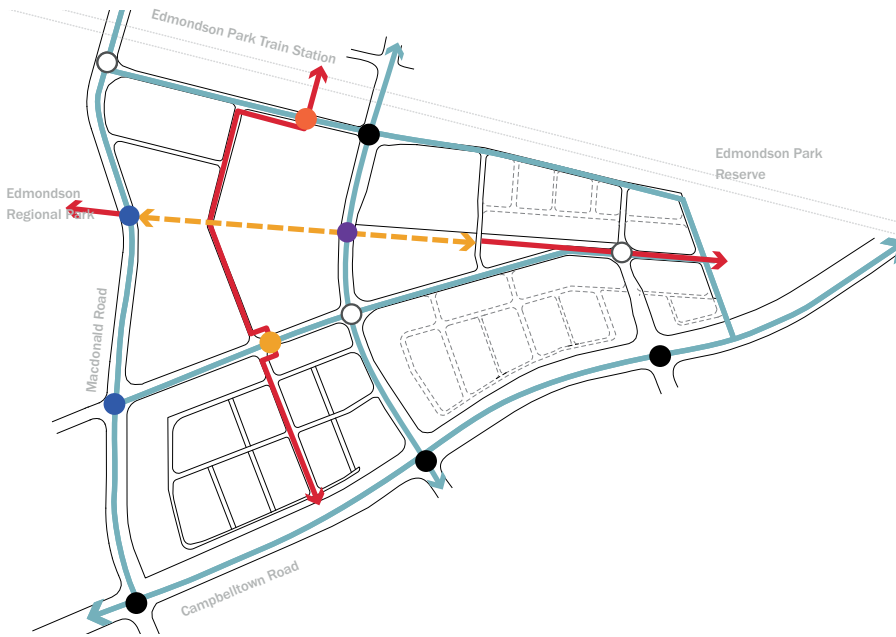 Edmondson Park Train Station
Edmondson Park
Reserve
Edmondson
Regional Park
Macdonald Road
Campbelltown Road